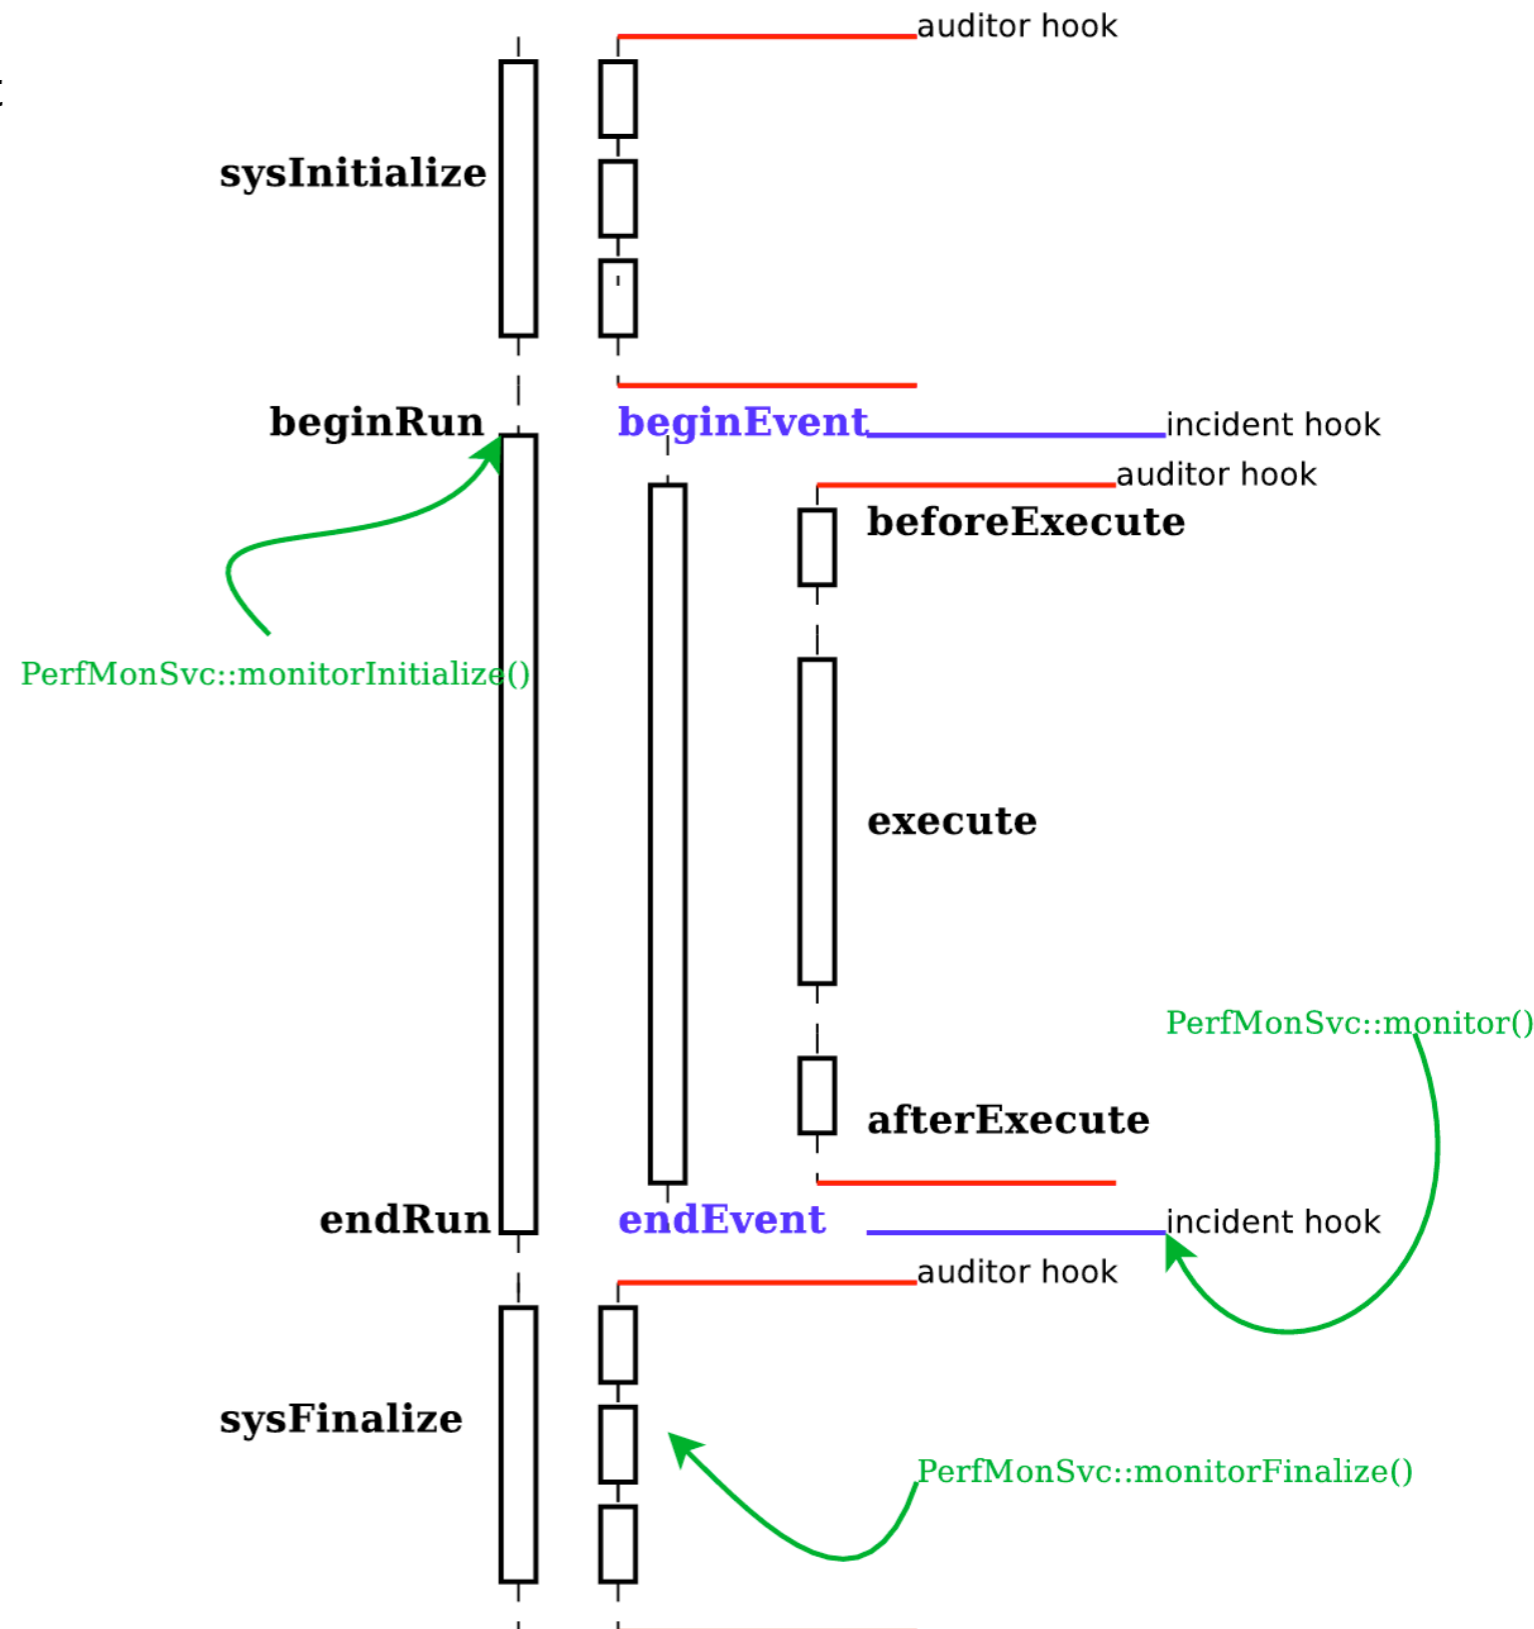 auditor hook
sysInitialize
beginRun
beginEvent
incident hook
auditor hook
beforeExecute
PerfMonSvc::monitorInitialize()
execute
PerfMonSvc::monitor()
afterExecute
endRun
endEvent
incident hook
auditor hook
sysFinalize
PerfMonSvc::monitorFinalize()